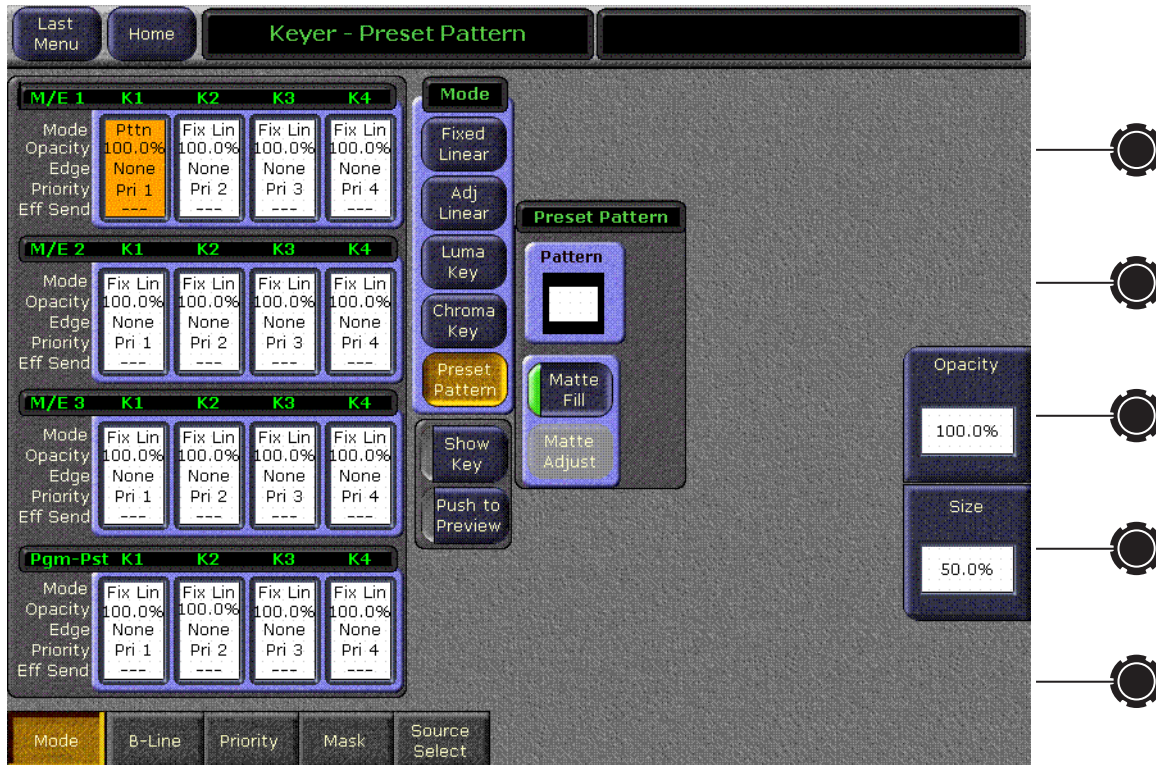 Last Menu
Home
Keyer - Preset Pattern
M/E 1 K1 K2 K3 K4
Mode Pttn Fix Lin Fix Lin Fix Lin
Opacity 100.0% 100.0% 100.0% 100.0%
Edge None None None None
Priority Pri 1 Pri 2 Pri 3 Pri 4
Eff Send --- --- --- ---
M/E 2 K1 K2 K3 K4
Mode Fix Lin Fix Lin Fix Lin Fix Lin
Opacity 100.0% 100.0% 100.0% 100.0%
Edge None None None None
Priority Pri 1 Pri 2 Pri 3 Pri 4
Eff Send --- --- --- ---
M/E 3 K1 K2 K3 K4
Mode Fix Lin Fix Lin Fix Lin Fix Lin
Opacity 100.0% 100.0% 100.0% 100.0%
Edge None None None None
Priority Pri 1 Pri 2 Pri 3 Pri 4
Eff Send --- --- --- ---
Pgm-Pst K1 K2 K3 K4
Mode Fix Lin Fix Lin Fix Lin Fix Lin
Opacity 100.0% 100.0% 100.0% 100.0%
Edge None None None None
Priority Pri 1 Pri 2 Pri 3 Pri 4
Eff Send --- --- --- ---
Mode
Fixed
Linear
Adj
Linear
Luma
Key
Chroma
Key
Preset
Pattern
Show
Key
Push to
Preview
Preset Pattern
Pattern
Matte
Fill
Matte
Adjust
Opacity
100.0%
Size
50.0%
Mode
B-Line
Priority
Mask
Source
Select